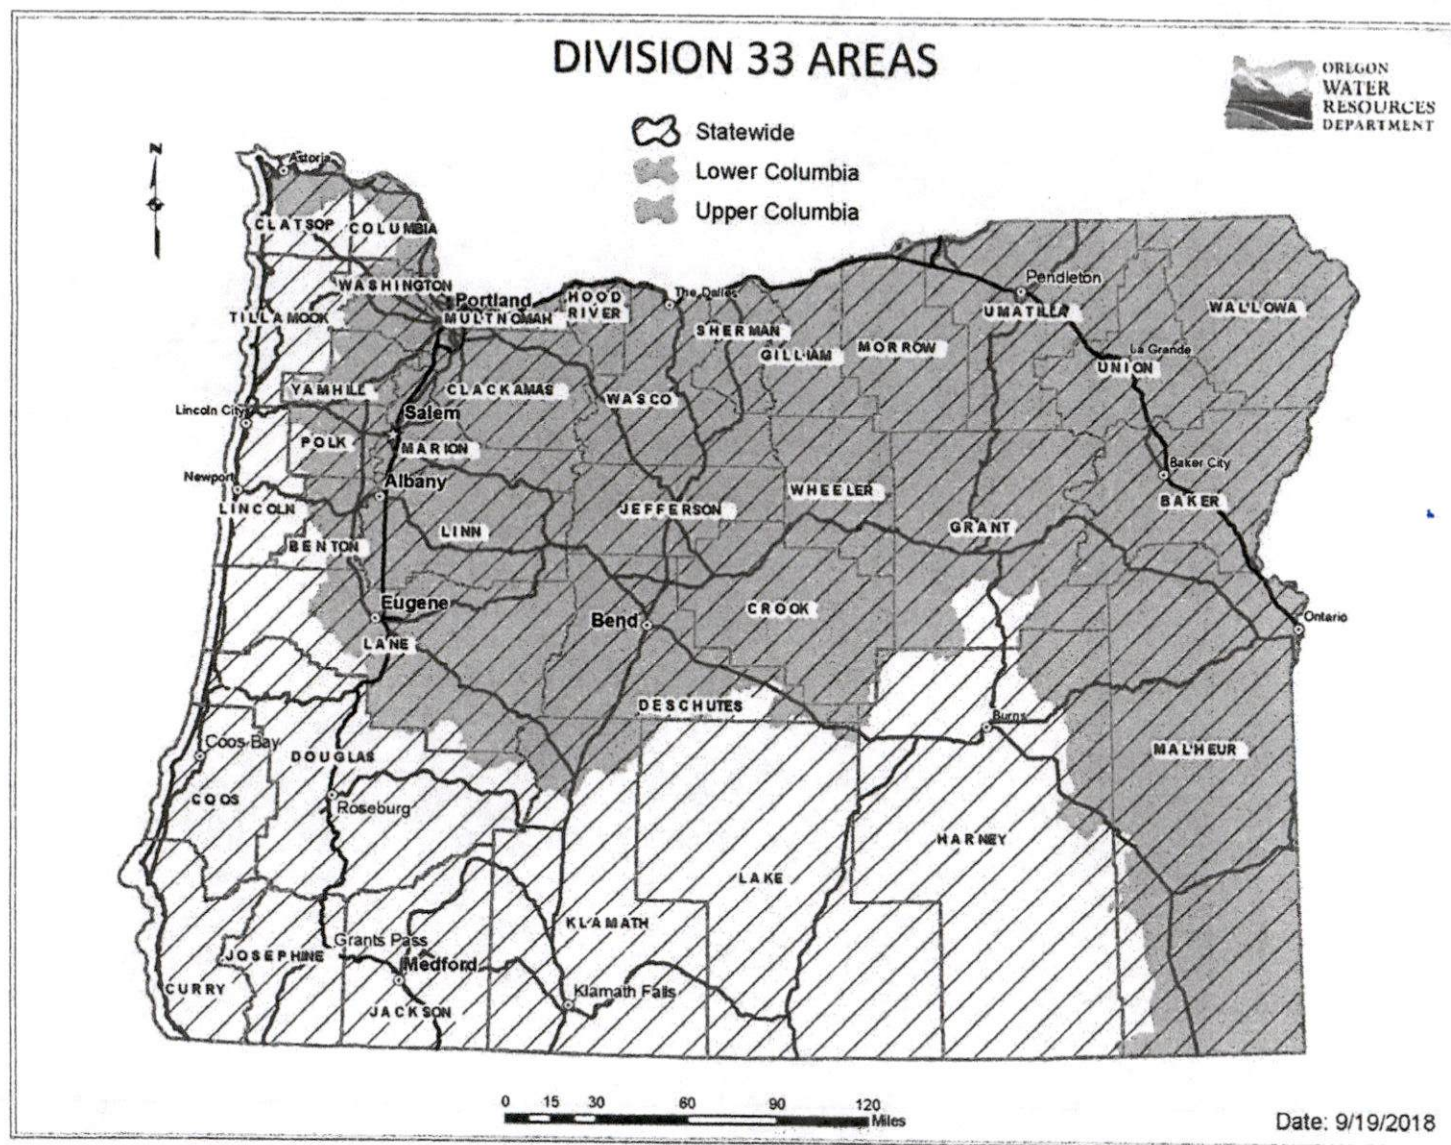 DIVISION 33 AREAS
OREGON
WATER
RESOURCES
DEPARTMENT
Statewide
Lower Columbia
Upper Columbia
N
Astoria
CLATSOP
COLUMBIA
WASHINGTON
Portland
MULTNOMAH
HOOD
RIVER
The Dalles
Pendleton
TILLAMOOK
SHERMAN
UMATILLA
WALLOWA
GILLIAM
MORROW
La Grande
UNION
YAMHILL
CLACKAMAS
WASCO
Lincoln City
Salem
POLK
MARION
Baker City
Newport
Albany
WHEELER
BAKER
LINCOLN
JEFFERSON
LINN
GRANT
BENTON
Eugene
CROOK
Bend
Ontario
LANE
DESCHUTES
Burns
Coos Bay
DOUGLAS
MALHEUR
COOS
Roseburg
HARNEY
LAKE
KLAMATH
Grants Pass
JOSEPHINE
Medford
CURRY
Klamath Falls
JACKSON
0 15 30 60 90 120
Miles
Date: 9/19/2018